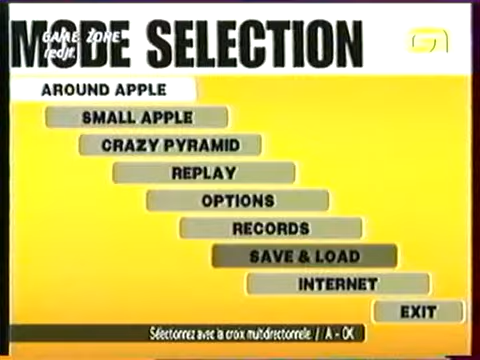 MODE SELECTION
GAME ZONE
redif.
AROUND APPLE
SMALL APPLE
CRAZY PYRAMID
REPLAY
OPTIONS
RECORDS
SAVE & LOAD
INTERNET
EXIT
Sélectionnez avec la croix multidirectionnelle. / A - OK